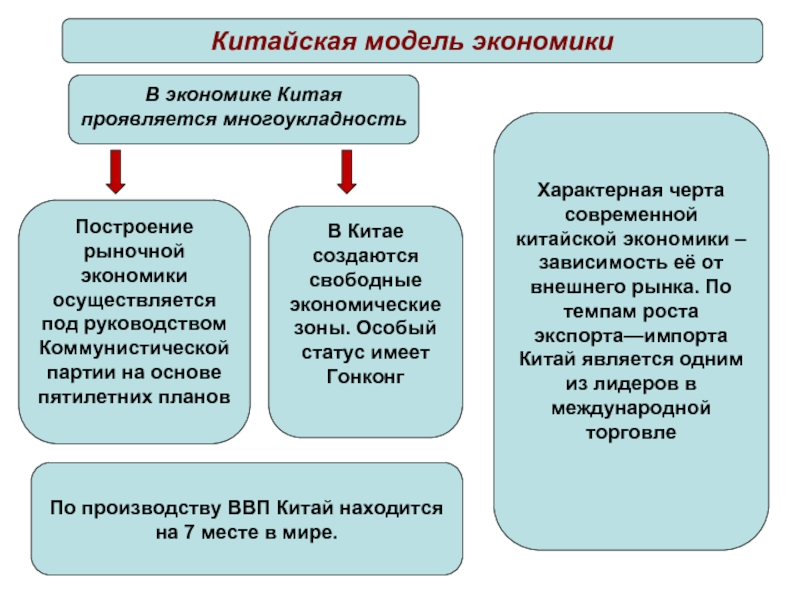 Китайская модель экономики
В экономике Китая
проявляется многоукладность
Построение
рыночной
экономики
осуществляется
под руководством
Коммунистической
партии на основе
пятилетних планов
В Китае
создаются
свободные
экономические
зоны. Особый
статус имеет
Гонконг
Характерная черта
современной
китайской экономики –
зависимость её от
внешнего рынка. По
темпам роста
экспорта—импорта
Китай является одним
из лидеров в
международной
торговле
По производству ВВП Китай находится
на 7 месте в мире.